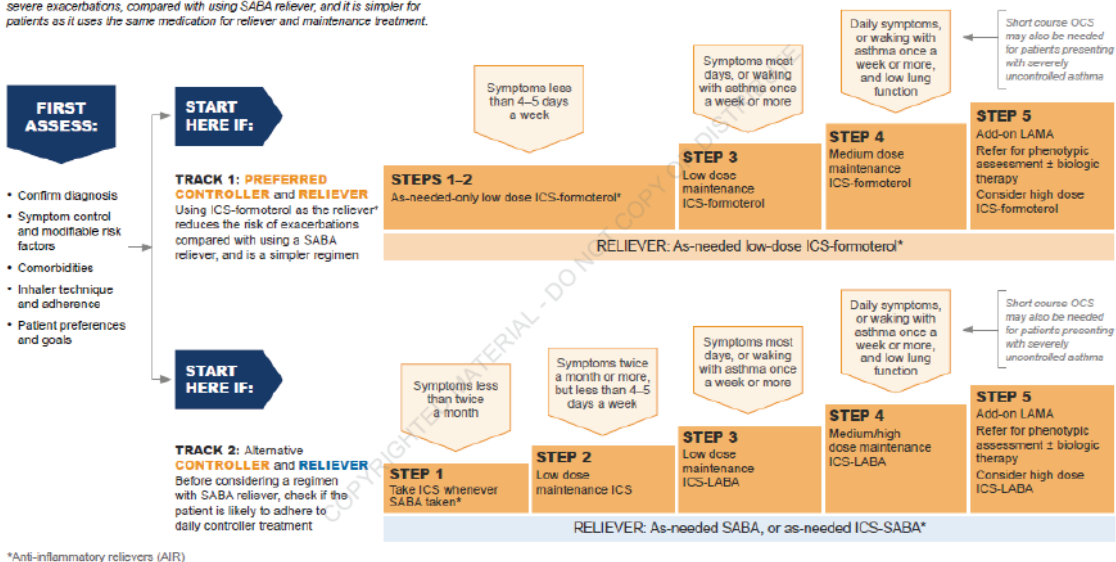 severe exacerbations, compared with using SABA reliever, and it is simpler for
patients as it uses the same medication for reliever and maintenance treatment.
FIRST
ASSESS:
• Confirm diagnosis
• Symptom control
and modifiable risk
factors
• Comorbidities
• Inhaler technique
and adherence
• Patient preferences
and goals
START
HERE IF:
TRACK 1: PREFERRED
CONTROLLER and RELIEVER
Using ICS-formoterol as the reliever*
reduces the risk of exacerbations
compared with using a SABA
reliever, and is a simpler regimen
Symptoms less
than 4–5 days
a week
Symptoms most
days, or waking
with asthma once
a week or more
Daily symptoms,
or waking with
asthma once a
week or more,
and low lung
function
Short course OCS
may also be needed
for patients presenting
with severely
uncontrolled asthma
STEPS 1–2
As-needed-only low dose ICS-formoterol*
STEP 3
Low dose
maintenance
ICS-formoterol
STEP 4
Medium dose
maintenance
ICS-formoterol
STEP 5
Add-on LAMA
Refer for phenotypic
assessment ± biologic
therapy
Consider high dose
ICS-formoterol
RELIEVER: As-needed low-dose ICS-formoterol*
START
HERE IF:
TRACK 2: Alternative
CONTROLLER and RELIEVER
Before considering a regimen
with SABA reliever, check if the
patient is likely to adhere to
daily controller treatment
Symptoms less
than twice
a month
Symptoms twice
a month or more,
but less than 4–5
days a week
Symptoms most
days, or waking
with asthma once
a week or more
Daily symptoms,
or waking with
asthma once a
week or more,
and low lung
function
Short course OCS
may also be needed
for patients presenting
with severely
uncontrolled asthma
STEP 1
Take ICS whenever
SABA taken*
STEP 2
Low dose
maintenance ICS
STEP 3
Low dose
maintenance
ICS-LABA
STEP 4
Medium/high
dose maintenance
ICS-LABA
STEP 5
Add-on LAMA
Refer for phenotypic
assessment ± biologic
therapy
Consider high dose
ICS-LABA
RELIEVER: As-needed SABA, or as-needed ICS-SABA*
*Anti-inflammatory relievers (AIR)
COPYRIGHTED MATERIAL - DO NOT COPY OR DISTRIBUTE